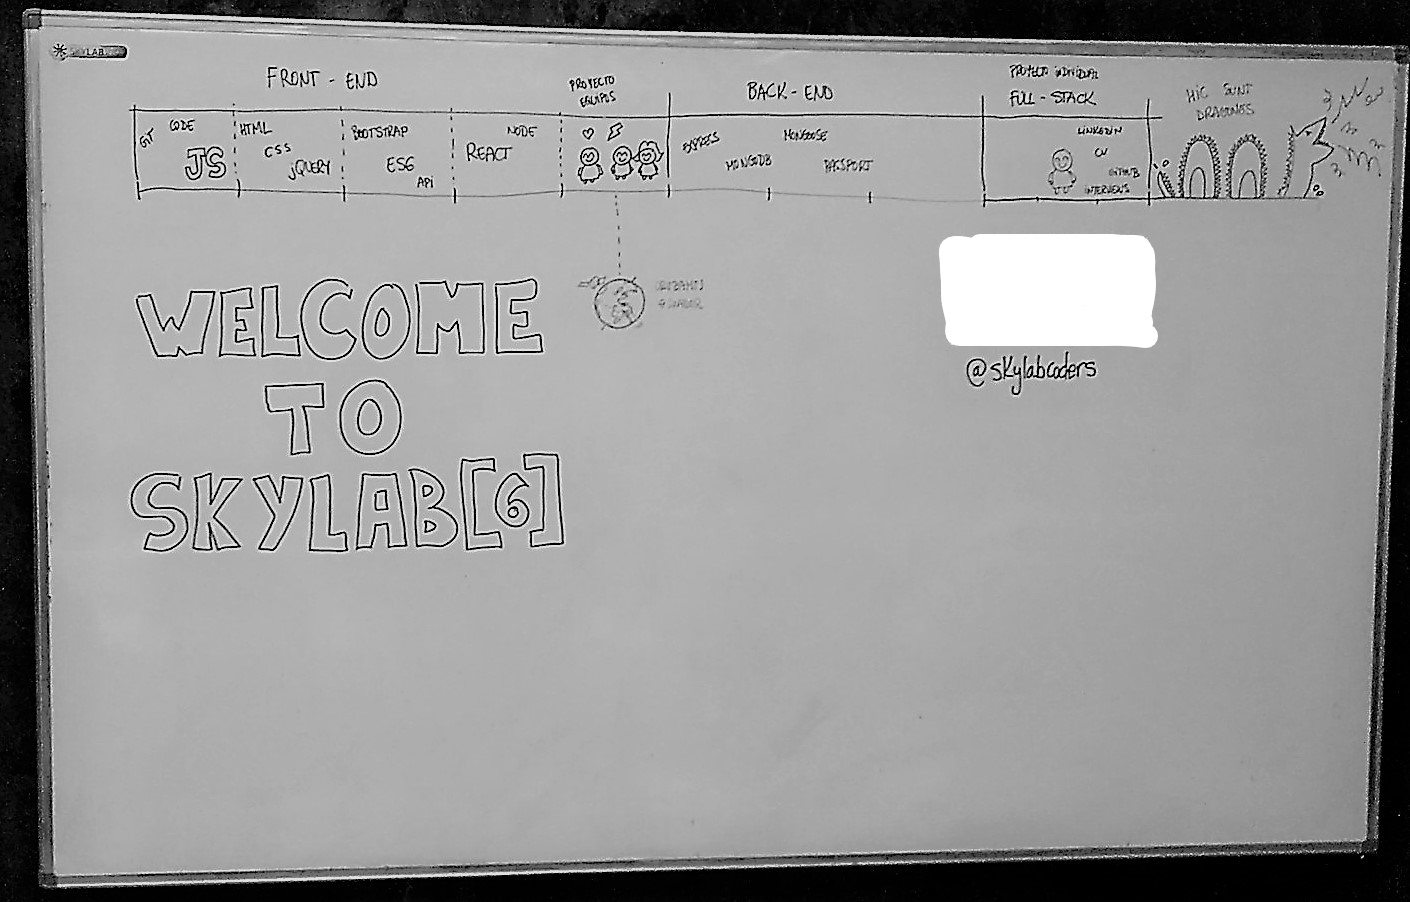 SKYLAB
FRONT - END
PROYECTO
EQUIPOS
BACK - END
PROYECTO INDIVIDUAL
FULL - STACK
HIC SUNT
DRACONES
GIT
CODE
JS
HTML
CSS
jQUERY
BOOTSTRAP
ES6
API
NODE
REACT
EXPRESS
MONGODB
MONGOOSE
PASSPORT
LINKEDIN
CV
GITHUB
INTERVIEWS
WELCOME
TO
SKYLAB[6]
@skylabcoders